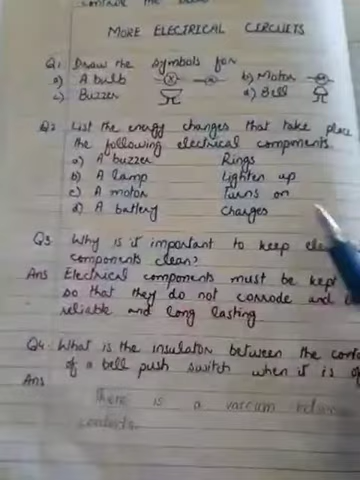 contain the
MORE ELECTRICAL CIRCUITS
Q1 Draw the symbols for
a) A bulb b) Motor
c) Buzzer d) Bell
Q2 List the energy changes that take place
the following electrical components.
a) A buzzer Rings
b) A lamp Lighten up
c) A motor Turns on
d) A battery Charges
Q3 Why is it important to keep
components clean?
Ans Electrical components must be kept
so that they do not corrode and
reliable and long lasting
Q4 What is the insulator between the
of a bell push switch when it is
Ans
There is a vaccum
contacts.